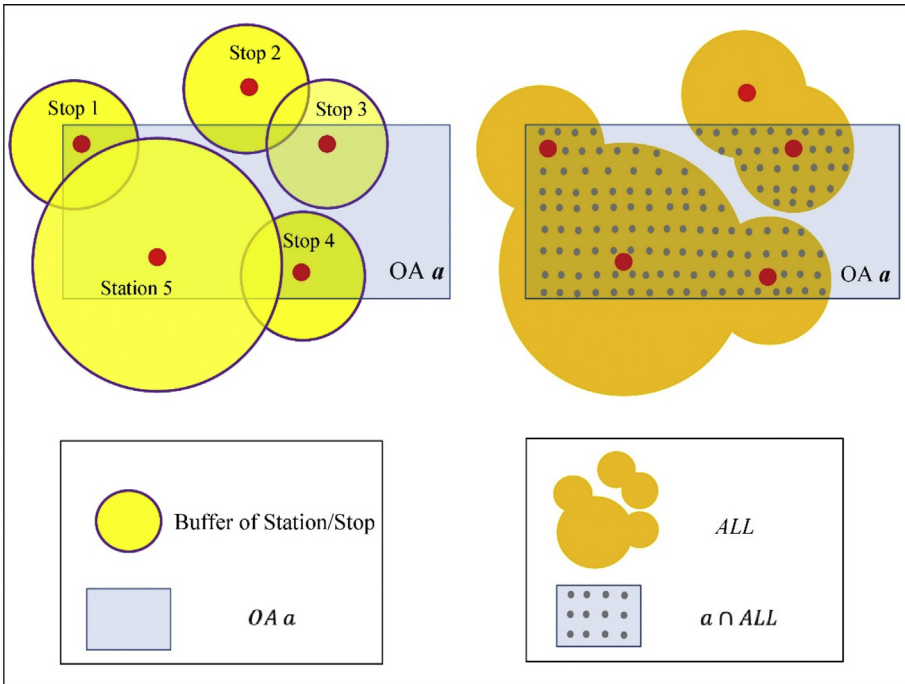 Stop 2
Stop 1
Stop 3
Stop 4
OA a
Station 5
OA a
Buffer of Station/Stop
ALL
OA a
a ∩ ALL